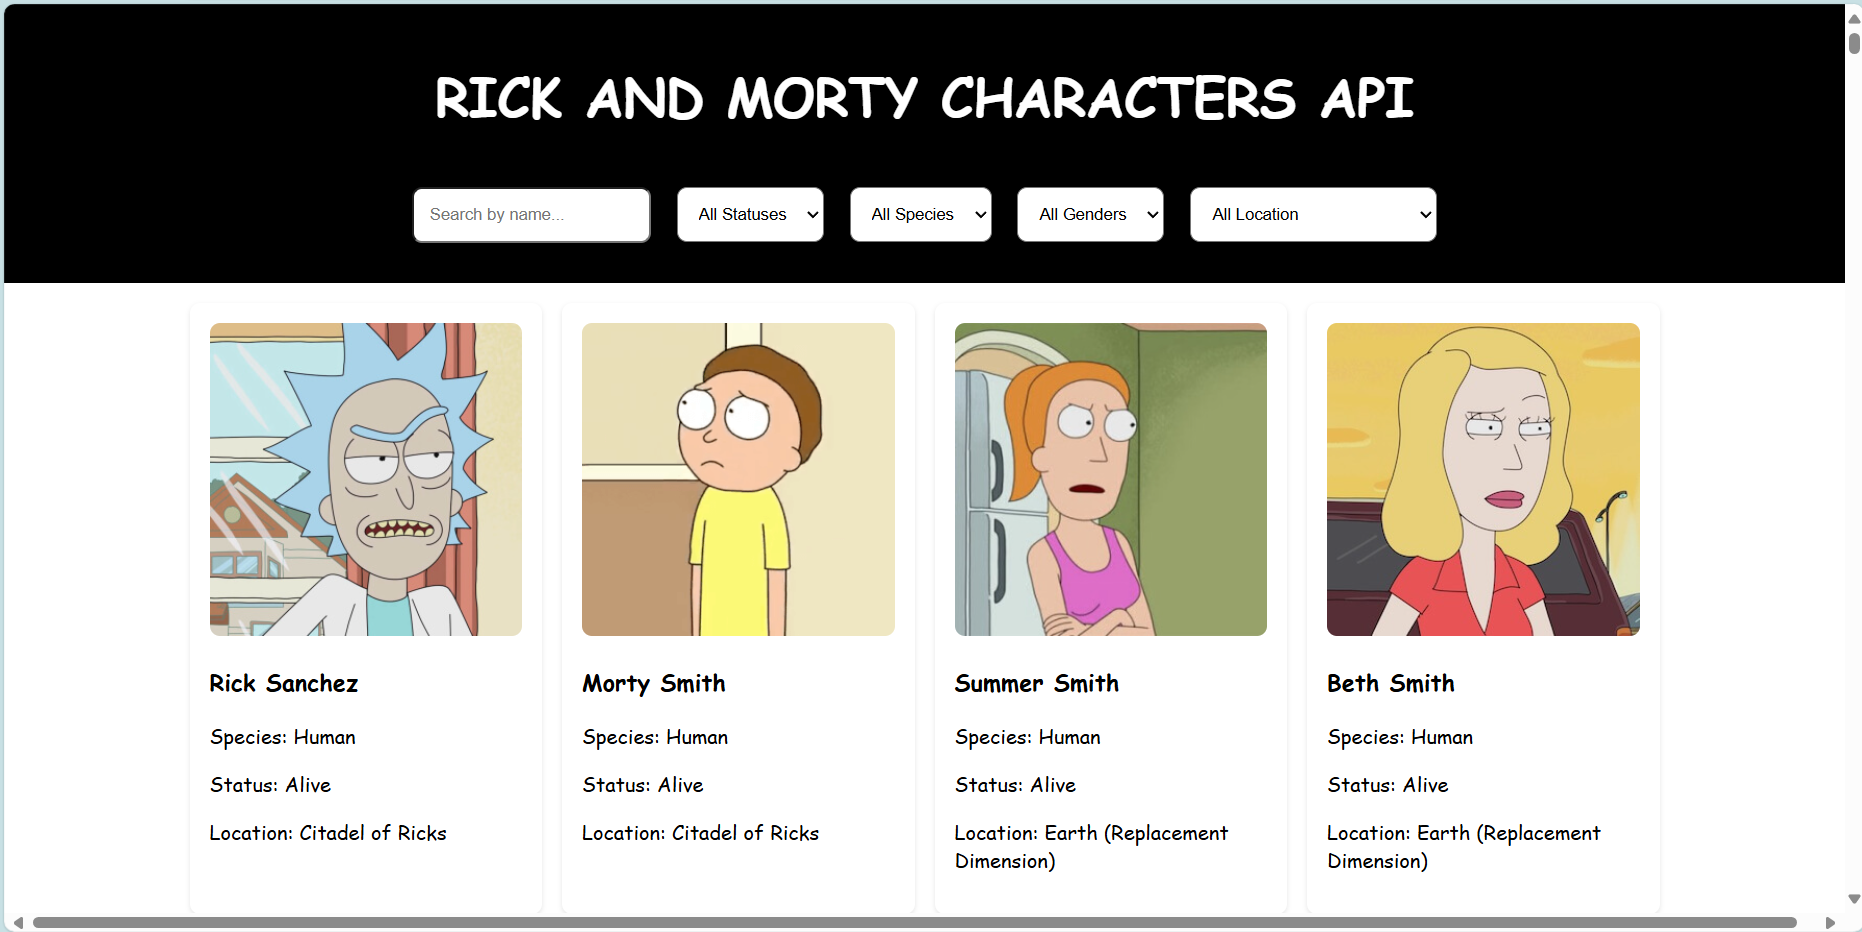 RICK AND MORTY CHARACTERS API
Search by name...
All Statuses
All Species
All Genders
All Location
Rick Sanchez
Species: Human
Status: Alive
Location: Citadel of Ricks
Morty Smith
Species: Human
Status: Alive
Location: Citadel of Ricks
Summer Smith
Species: Human
Status: Alive
Location: Earth (Replacement
Dimension)
Beth Smith
Species: Human
Status: Alive
Location: Earth (Replacement
Dimension)